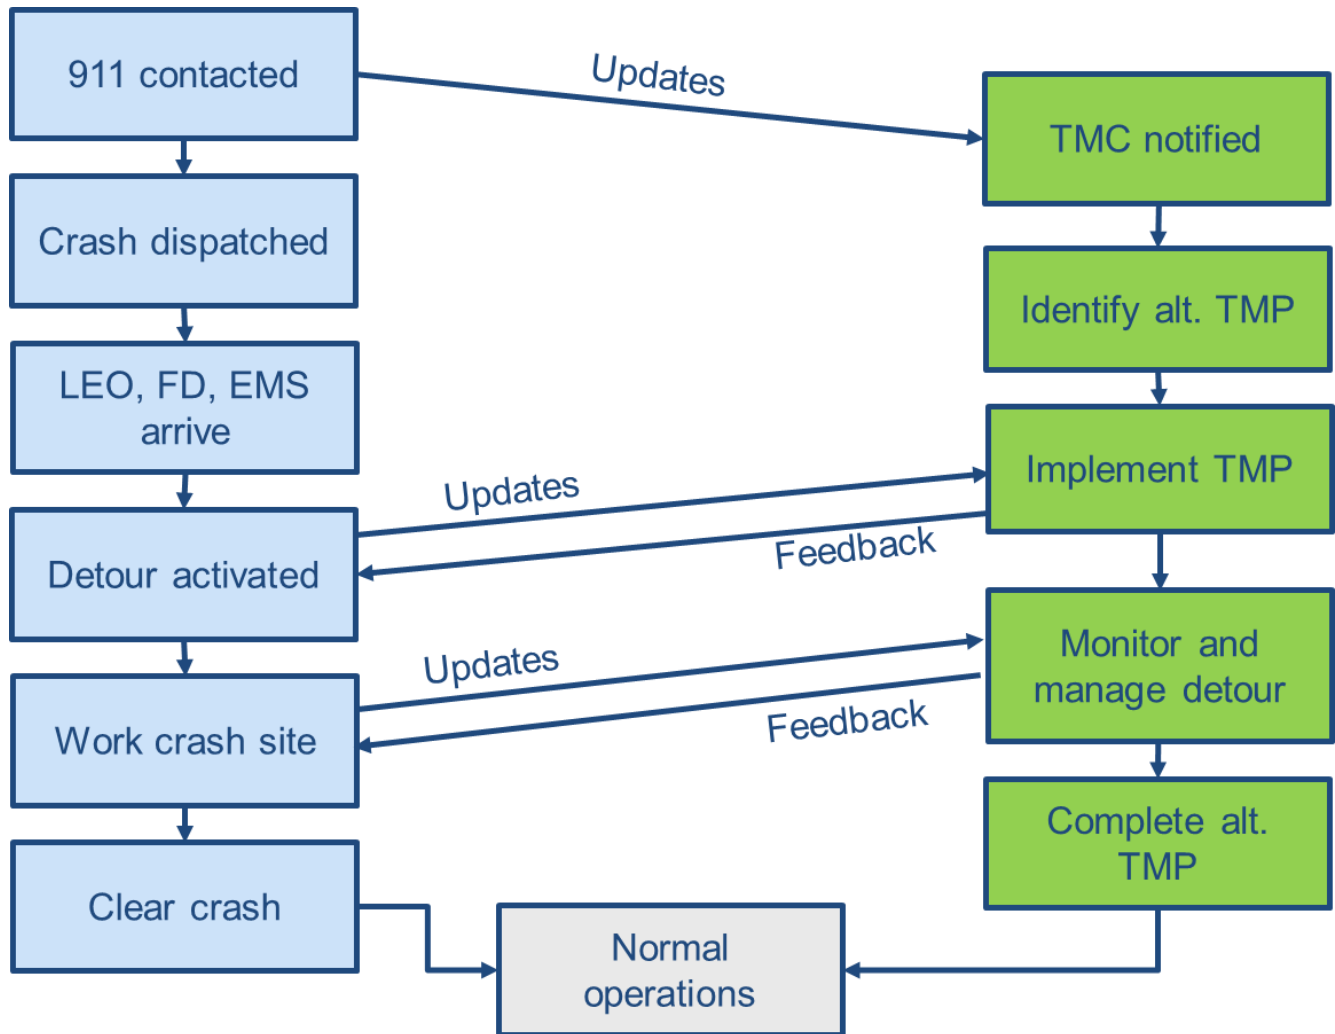 911 contacted
Updates
TMC notified
Crash dispatched
Identify alt. TMP
LEO, FD, EMS
arrive
Implement TMP
Updates
Feedback
Detour activated
Monitor and
manage detour
Updates
Feedback
Work crash site
Complete alt.
TMP
Clear crash
Normal
operations